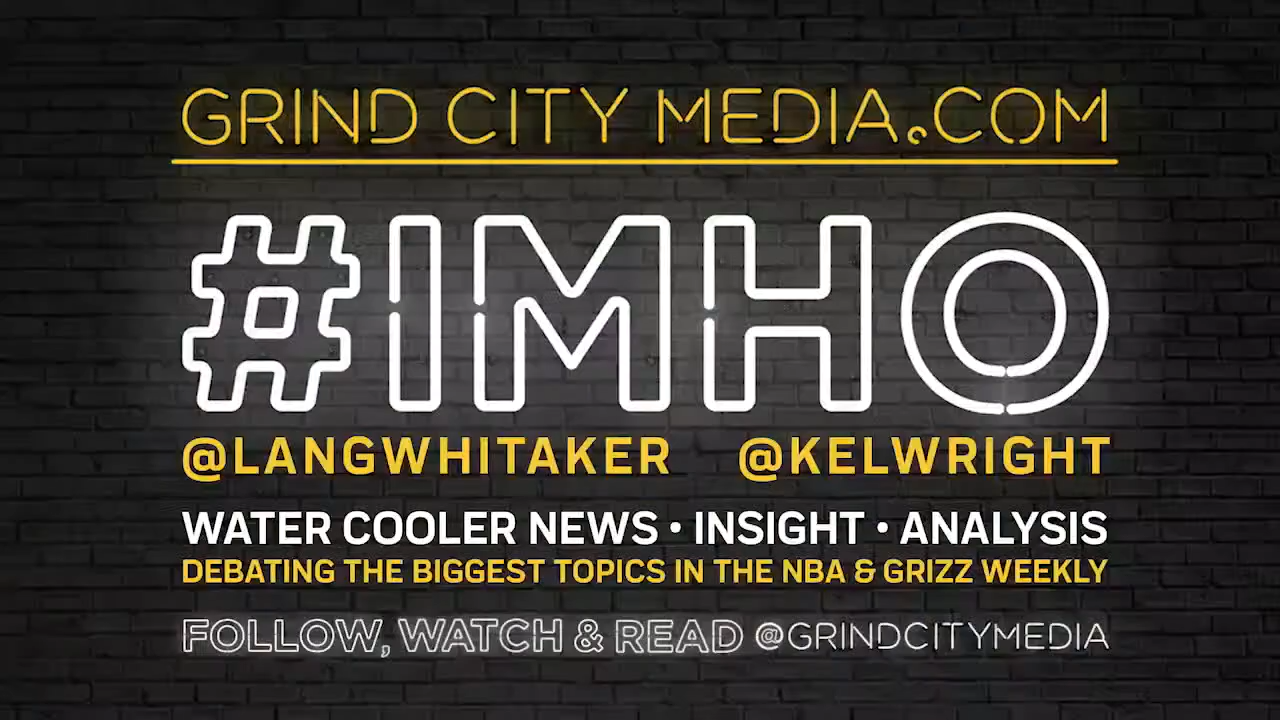 GRIND CITY MEDIA.COM
#IMHO
@LANGWHITAKER @KELWRIGHT
WATER COOLER NEWS • INSIGHT • ANALYSIS
DEBATING THE BIGGEST TOPICS IN THE NBA & GRIZZ WEEKLY
FOLLOW, WATCH & READ @GRINDCITYMEDIA